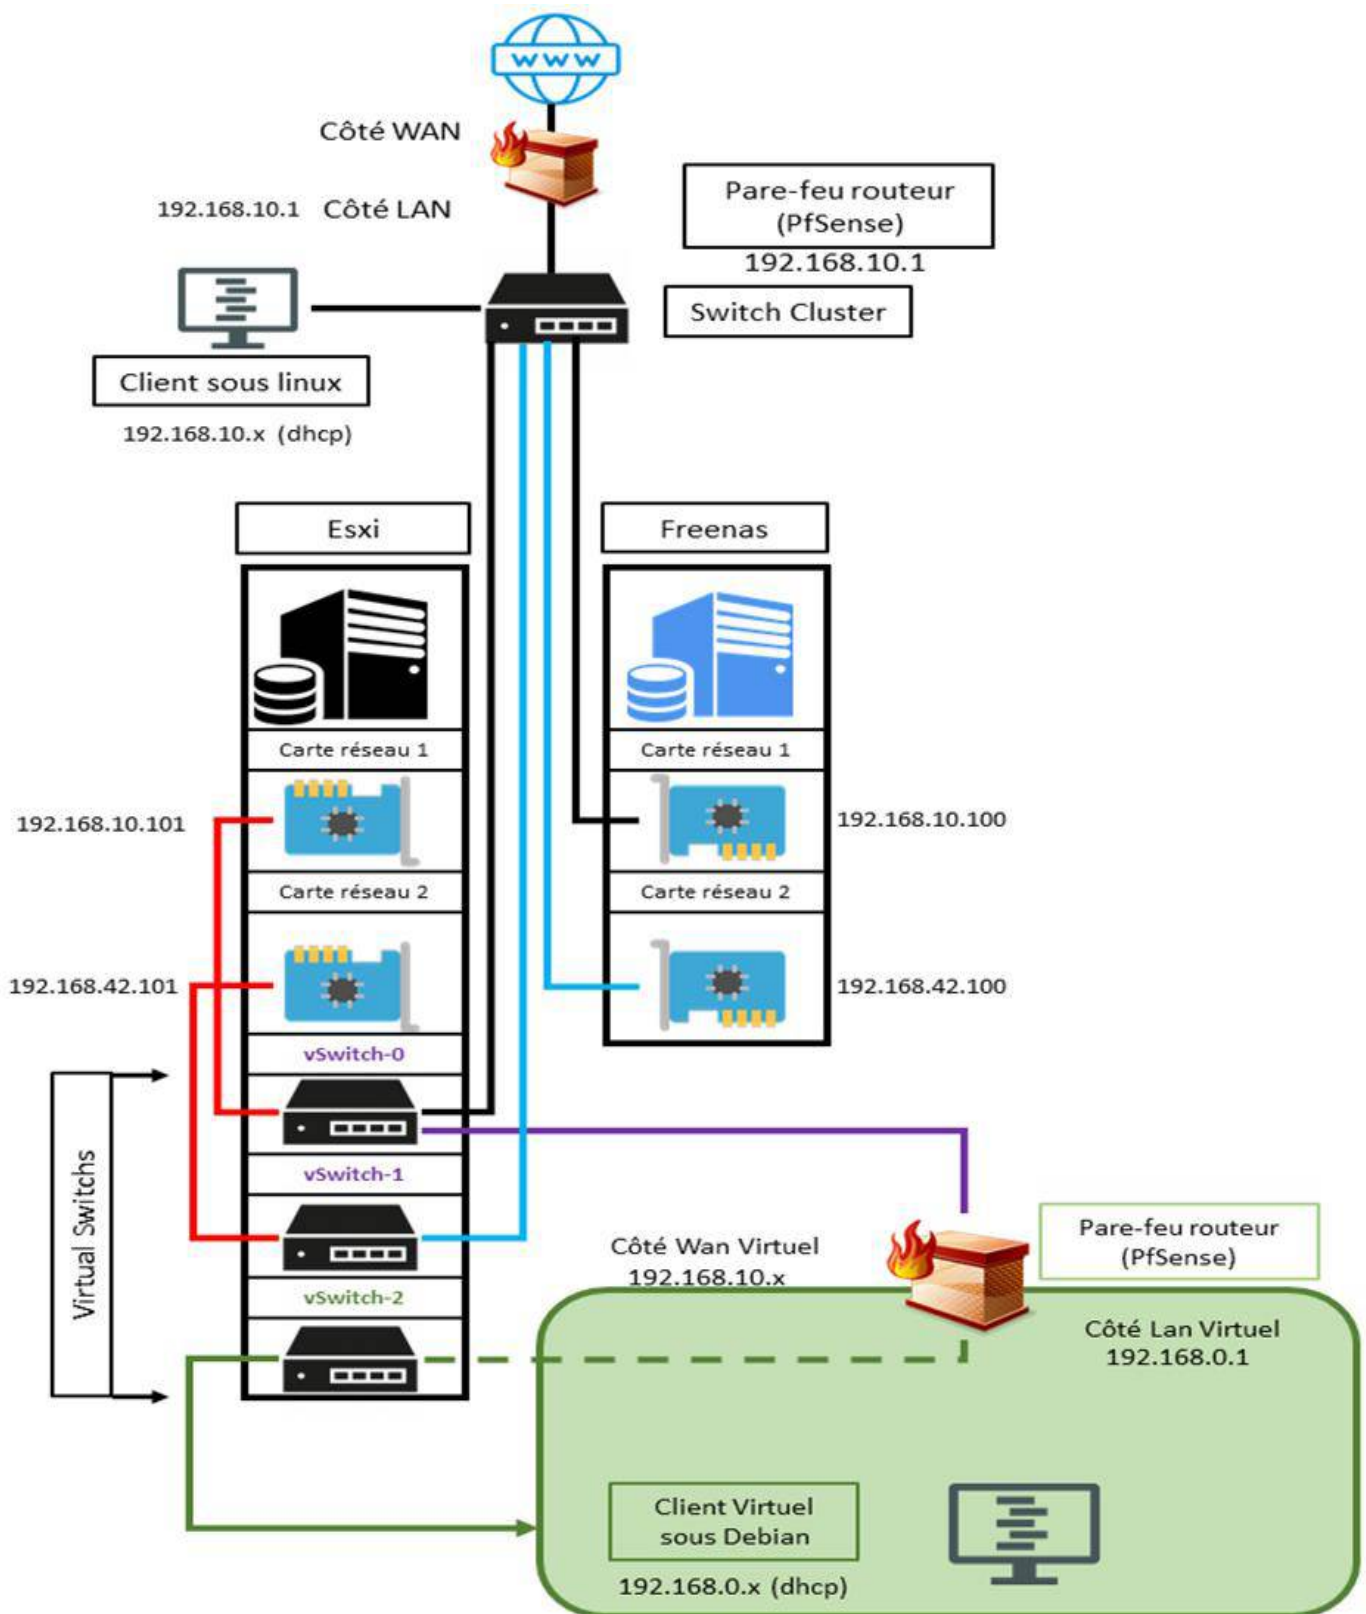 WWW
Côté WAN
Pare-feu routeur
(PfSense)
192.168.10.1 Côté LAN
192.168.10.1
Switch Cluster
Client sous linux
192.168.10.x (dhcp)
Esxi
Freenas
Carte réseau 1
Carte réseau 1
192.168.10.101
192.168.10.100
Carte réseau 2
Carte réseau 2
192.168.42.101
192.168.42.100
vSwitch-0
vSwitch-1
Virtual Switchs
vSwitch-2
Côté Wan Virtuel
192.168.10.x
Pare-feu routeur
(PfSense)
Côté Lan Virtuel
192.168.0.1
Client Virtuel
sous Debian
192.168.0.x (dhcp)